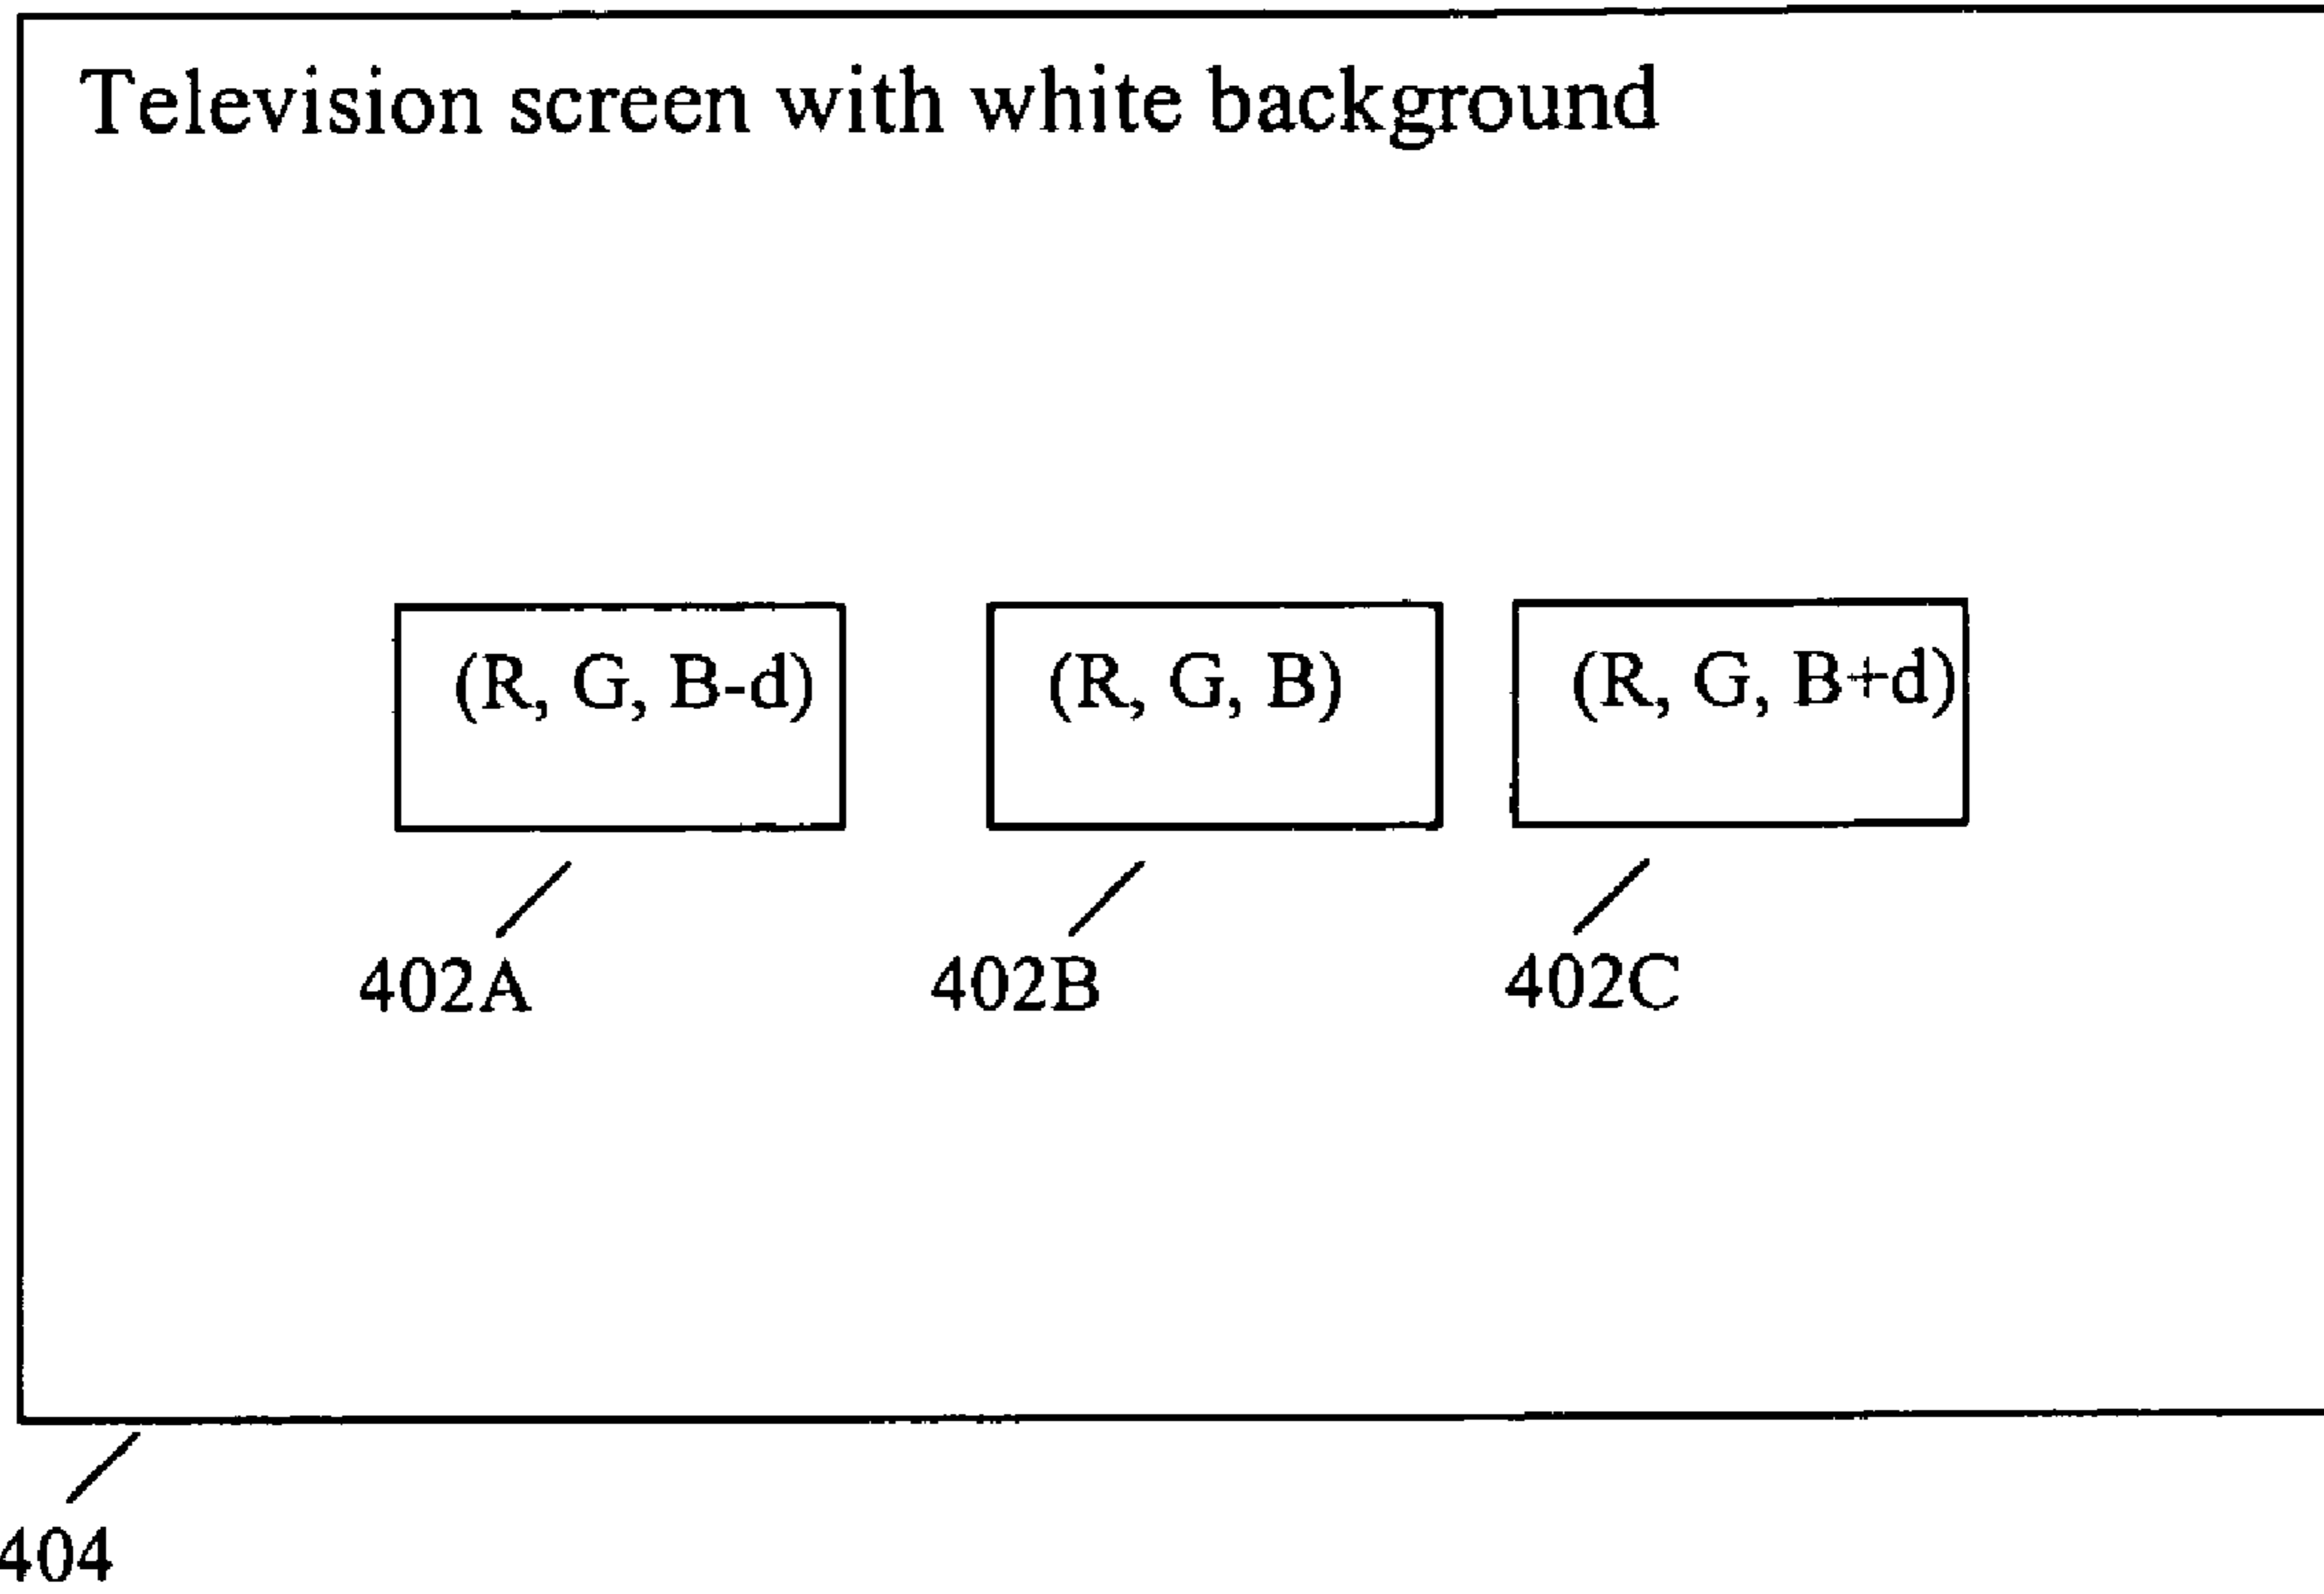 Television screen with white background
(R, G, B-d) (R, G, B) (R, G, B+d)
402A 402B 402C
404